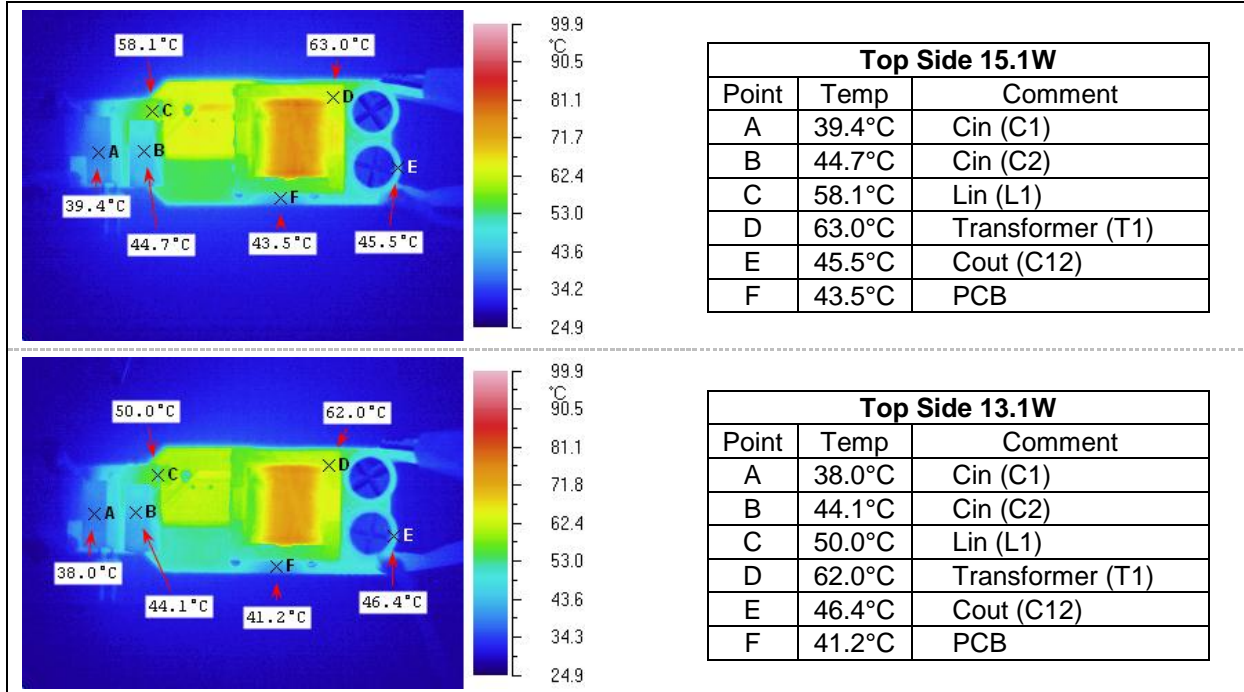 58.1°C 63.0°C
C D
A B E
F
39.4°C
44.7°C 43.5°C 45.5°C
99.9
°C
90.5
81.1
71.7
62.4
53.0
43.6
34.2
24.9
Top Side 15.1W
Point Temp Comment
A 39.4°C Cin (C1)
B 44.7°C Cin (C2)
C 58.1°C Lin (L1)
D 63.0°C Transformer (T1)
E 45.5°C Cout (C12)
F 43.5°C PCB
50.0°C 62.0°C
C D
A B E
F
38.0°C
44.1°C 41.2°C 46.4°C
99.9
°C
90.5
81.1
71.8
62.4
53.0
43.6
34.3
24.9
Top Side 13.1W
Point Temp Comment
A 38.0°C Cin (C1)
B 44.1°C Cin (C2)
C 50.0°C Lin (L1)
D 62.0°C Transformer (T1)
E 46.4°C Cout (C12)
F 41.2°C PCB